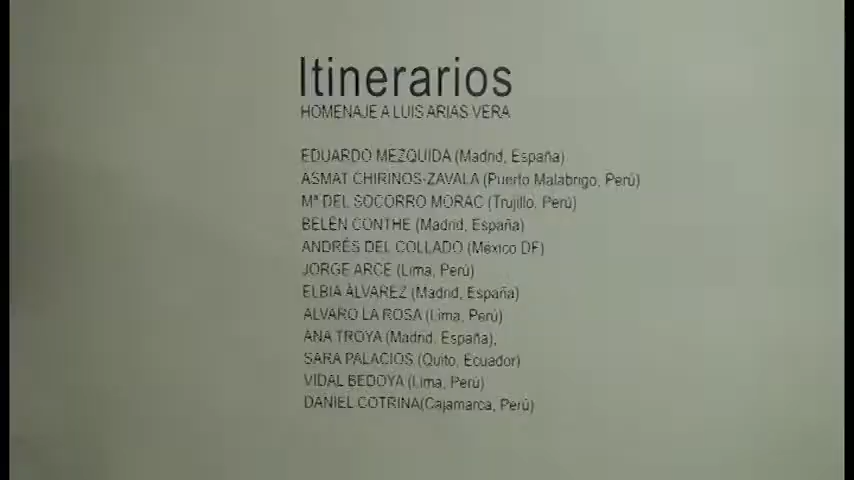 Itinerarios
HOMENAJE A LUIS ARIAS VERA
EDUARDO MEZQUIDA (Madrid, España)
ASMAT CHIRINOS-ZAVALA (Puerto Malabrigo, Perú)
Mª DEL SOCORRO MORAC (Trujillo, Perú)
BELÉN CONTHE (Madrid, España)
ANDRÉS DEL COLLADO (México DF)
JORGE ARCE (Lima, Perú)
ELBIA ÁLVAREZ (Madrid, España)
ALVARO LA ROSA (Lima, Perú)
ANA TROYA (Madrid, España),
SARA PALACIOS (Quito, Ecuador)
VIDAL BEDOYA (Lima, Perú)
DANIEL COTRINA(Cajamarca, Perú)